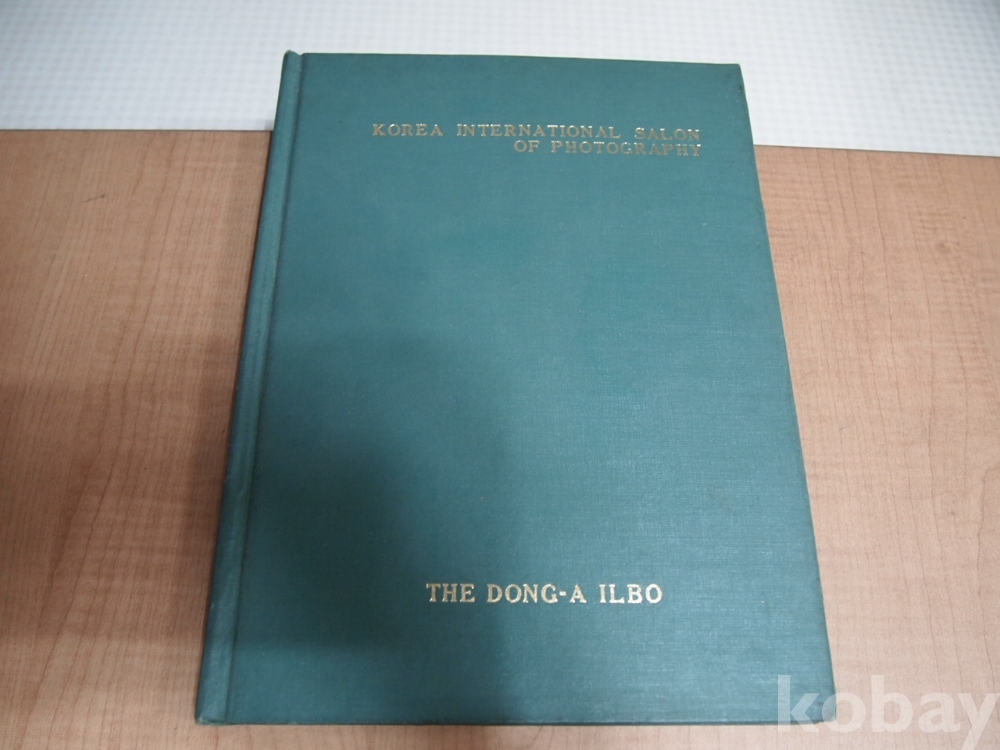 KOREA INTERNATIONAL SALON
OF PHOTOGRAPHY
THE DONG-A ILBO
kobay